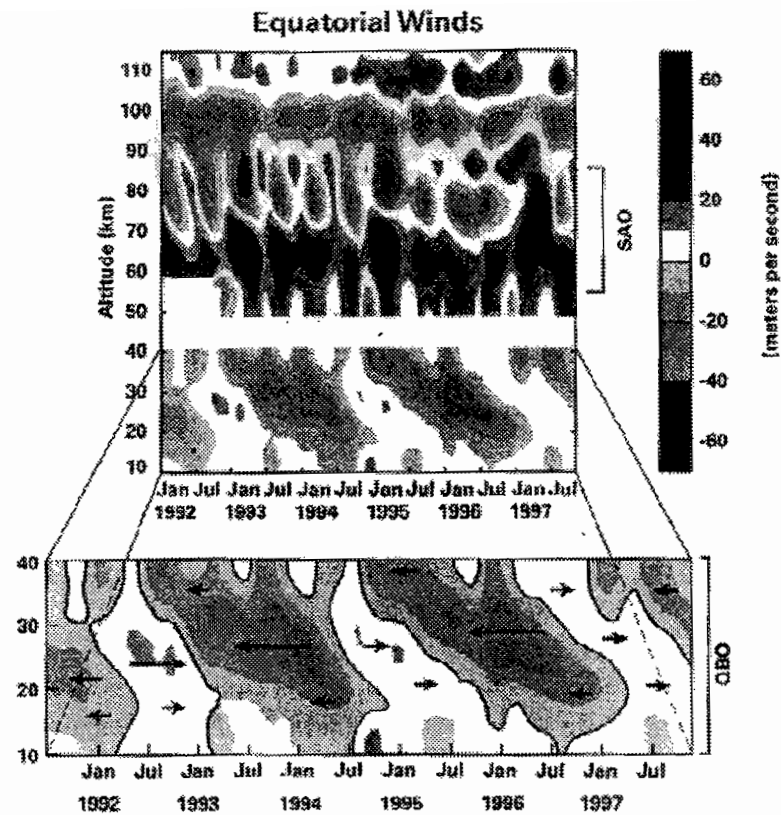 Equatorial Winds
110
100
90
80
70
60
50
40
30
20
10
Altitude (km)
SAO
60
40
20
0
-20
-40
-60
(meters per second)
Jan Jul Jan Jul Jan Jul Jan Jul Jan Jul Jan Jul
1992 1993 1994 1995 1996 1997
40
30
20
10
QBO
Jan Jul Jan Jul Jan Jul Jan Jul Jan Jul Jan Jul
1992 1993 1994 1995 1996 1997